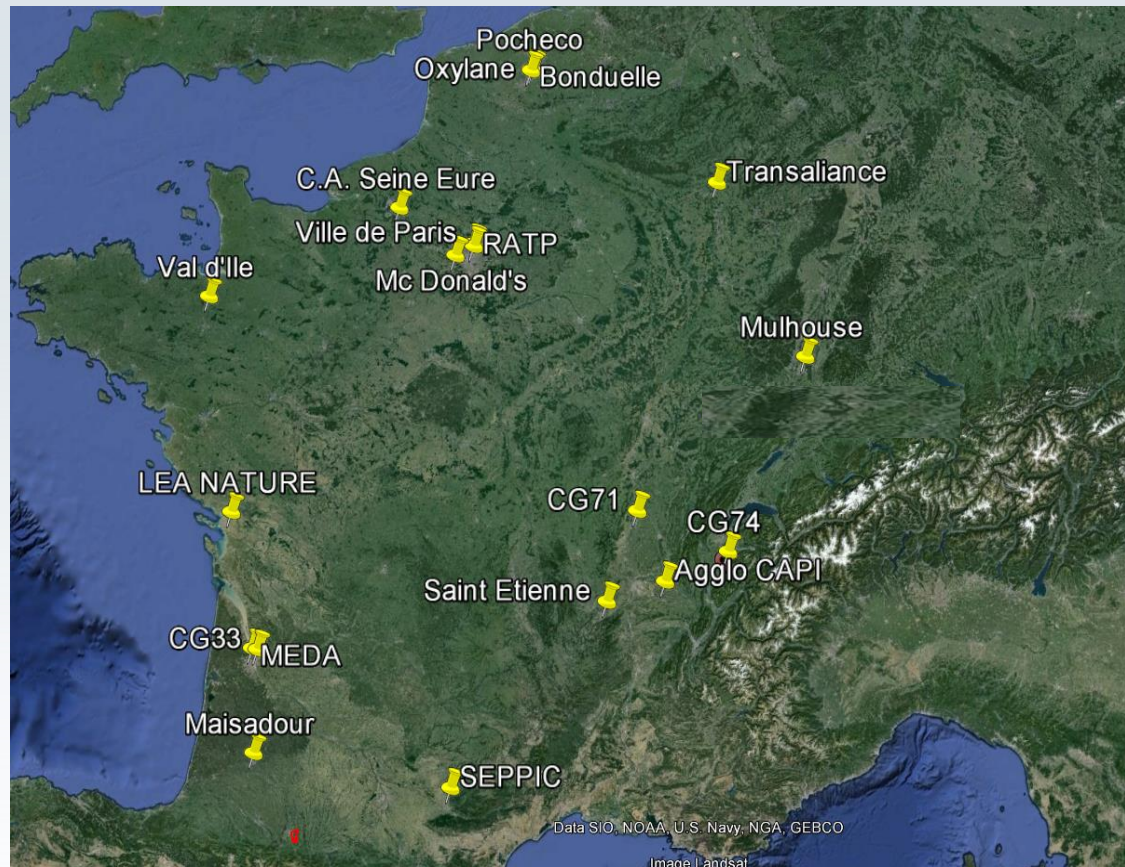 Pocheco
Oxylane
Bonduelle
Transaliance
C.A. Seine Eure
Ville de Paris
RATP
Mc Donald's
Val d'Ile
Mulhouse
LEA NATURE
CG71
CG74
Agglo CAPI
Saint Etienne
CG33
MEDA
Maisadour
SEPPIC
Data SIO, NOAA, U.S. Navy, NGA, GEBCO
Image Landsat